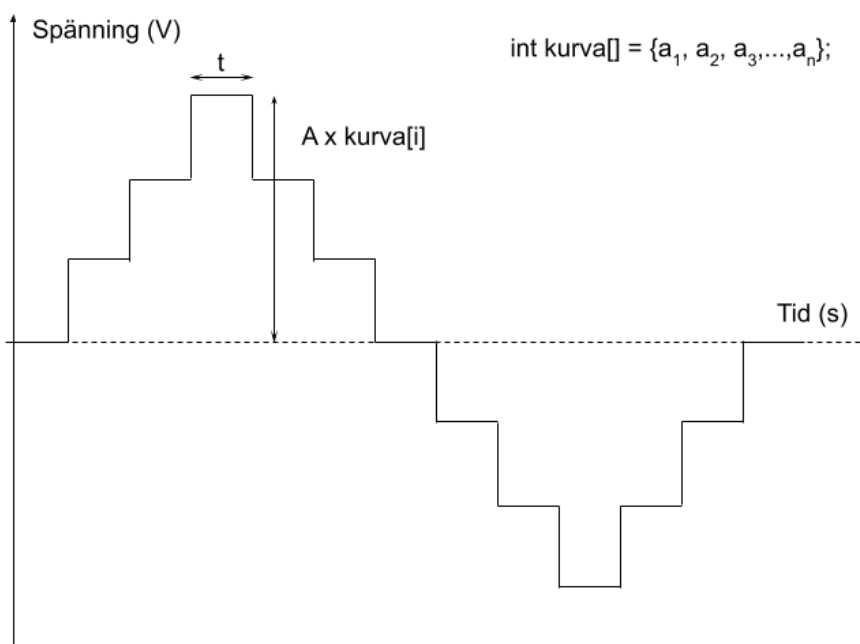 Spänning (V)
int kurva[] = {a₁, a₂, a₃,...,aₙ};
t
A x kurva[i]
Tid (s)